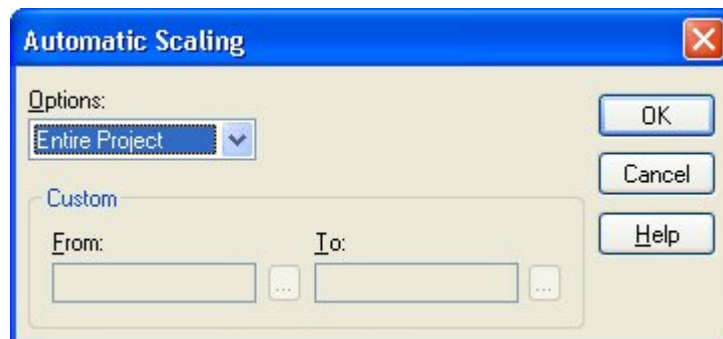 Automatic Scaling
Options:
Entire Project
OK
Cancel
Help
Custom
From:
To:
...
...